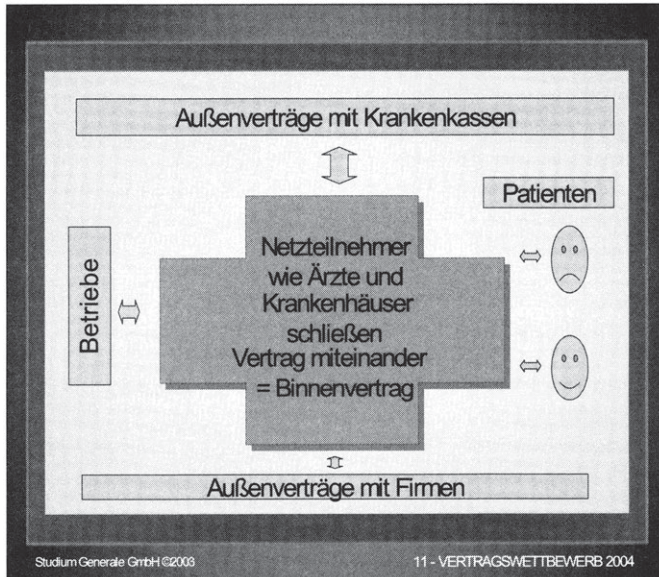 Außenverträge mit Krankenkassen
Patienten
Betriebe
Netzteilnehmer
wie Ärzte und
Krankenhäuser
schließen
Vertrag miteinander
= Binnenvertrag
Außenverträge mit Firmen
Studium Generale GmbH ©2003
11 - VERTRAGSWETTBEWERB 2004